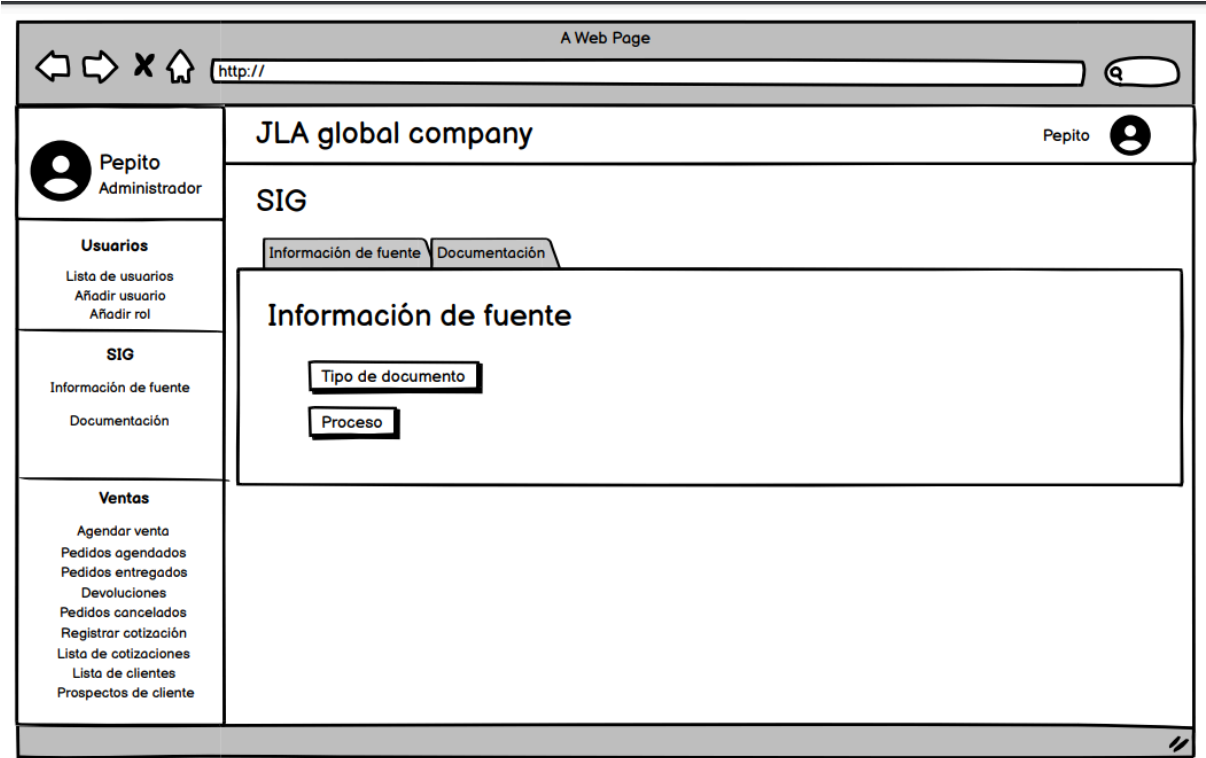 A Web Page
http://
Pepito
Administrador
JLA global company
Pepito
Usuarios
Lista de usuarios
Añadir usuario
Añadir rol
SIG
Información de fuente
Documentación
Ventas
Agendar venta
Pedidos agendados
Pedidos entregados
Devoluciones
Pedidos cancelados
Registrar cotización
Lista de cotizaciones
Lista de clientes
Prospectos de cliente
SIG
Información de fuente
Documentación
Información de fuente
Tipo de documento
Proceso